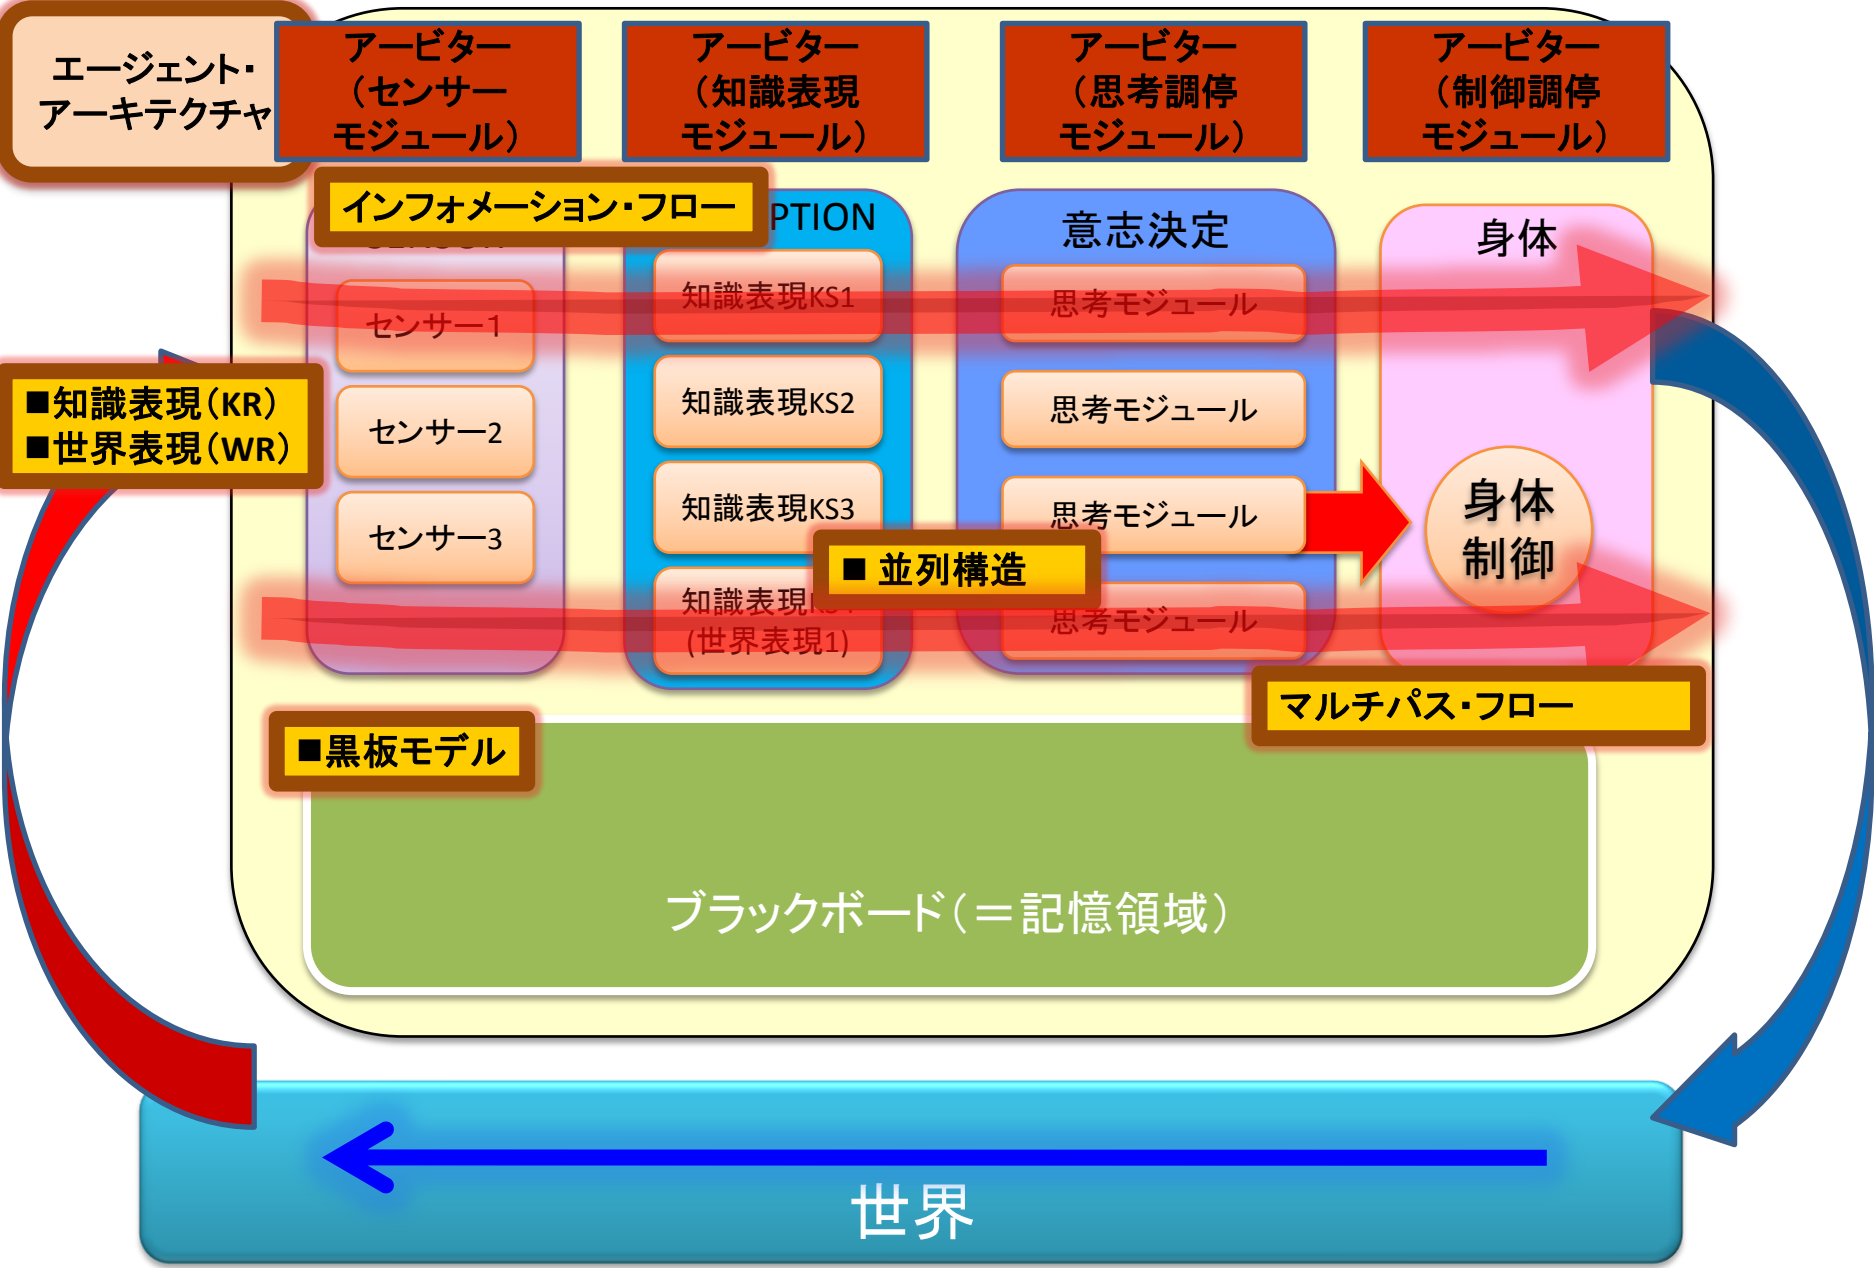 エージェント・
アーキテクチャ
アービター
（センサー
モジュール）
アービター
（知識表現
モジュール）
アービター
（思考調停
モジュール）
アービター
（制御調停
モジュール）
インフォメーション・フロー
PTION
意志決定
身体
センサー1
センサー2
センサー3
知識表現KS1
知識表現KS2
知識表現KS3
知識表現
(世界表現1)
思考モジュール
思考モジュール
思考モジュール
思考モジュール
身体
制御
■知識表現（KR）
■世界表現（WR）
■ 並列構造
マルチパス・フロー
■黒板モデル
ブラックボード（＝記憶領域）
世界